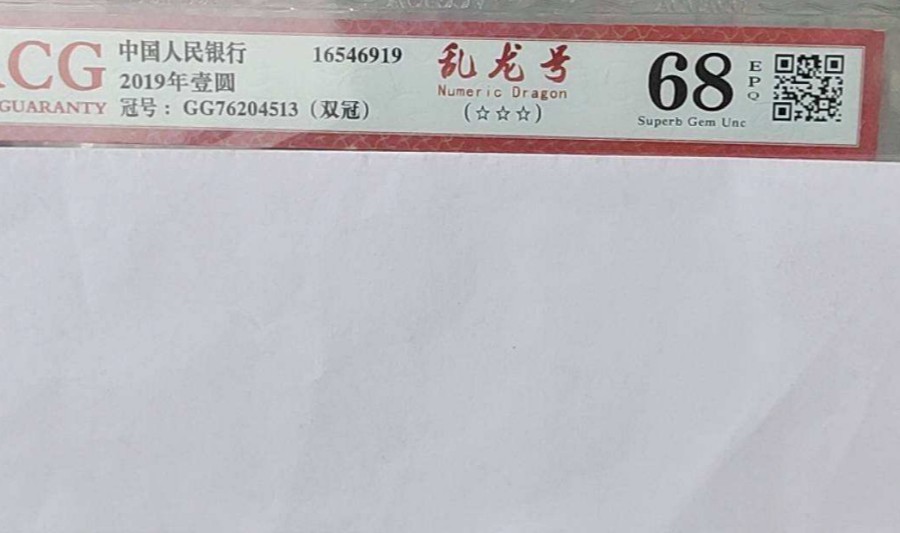 ACG
GUARANTY
中国人民银行 16546919
2019年壹圆
冠号：GG76204513（双冠）
乱龙号
Numeric Dragon
(☆☆☆)
68
EPQ
Superb Gem Unc